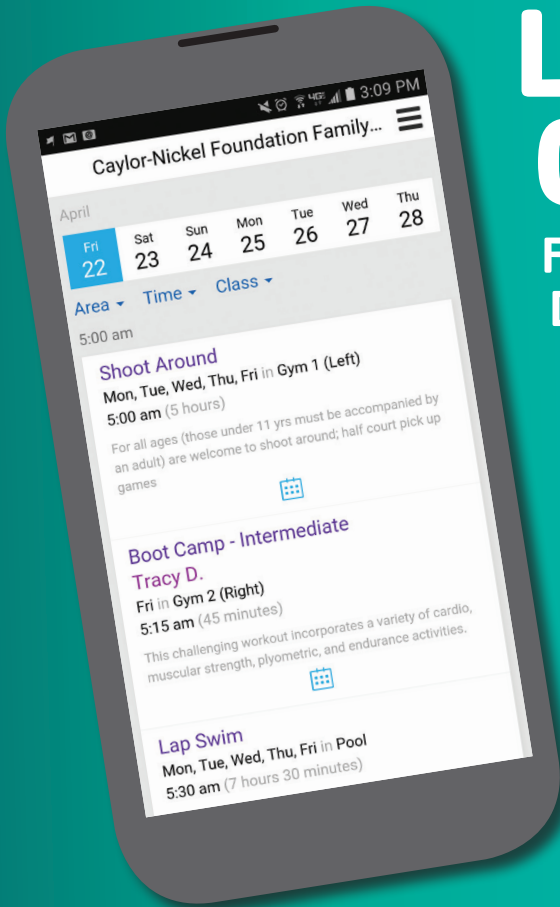 4G 3:09 PM
Caylor-Nickel Foundation Family...
April
Fri Sat Sun Mon Tue Wed Thu
22 23 24 25 26 27 28
Area Time Class
5:00 am
Shoot Around
Mon, Tue, Wed, Thu, Fri in Gym 1 (Left)
5:00 am (5 hours)
For all ages (those under 11 yrs must be accompanied by
an adult) are welcome to shoot around; half court pick up
games
Boot Camp - Intermediate
Tracy D.
Fri in Gym 2 (Right)
5:15 am (45 minutes)
This challenging workout incorporates a variety of cardio,
muscular strength, plyometric, and endurance activities.
Lap Swim
Mon, Tue, Wed, Thu, Fri in Pool
5:30 am (7 hours 30 minutes)